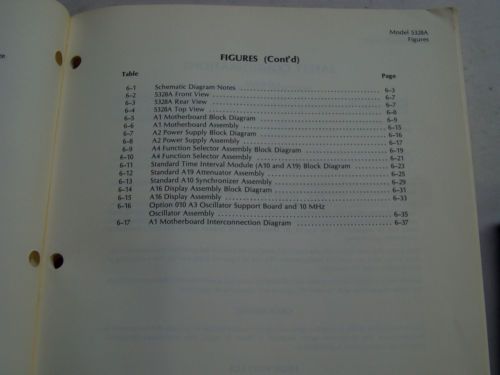 Model 5328A
Figures
FIGURES (Cont'd)
Table Page
6-1 Schematic Diagram Notes 6-3
6-2 5328A Front View 6-7
6-3 5328A Rear View 6-7
6-4 5328A Top View 6-8
6-5 A1 Motherboard Block Diagram 6-9
6-6 A1 Motherboard Assembly 6-15
6-7 A2 Power Supply Block Diagram 6-16
6-8 A2 Power Supply Assembly 6-17
6-9 A4 Function Selector Assembly Block Diagram 6-19
6-10 A4 Function Selector Assembly 6-21
6-11 Standard Time Interval Module (A10 and A19) Block Diagram 6-23
6-12 Standard A19 Attenuator Assembly 6-25
6-13 Standard A10 Synchronizer Assembly 6-29
6-14 A16 Display Assembly Block Diagram 6-31
6-15 A16 Display Assembly 6-33
6-16 Option 010 A3 Oscillator Support Board and 10 MHz
Oscillator Assembly 6-35
6-17 A1 Motherboard Interconnection Diagram 6-37